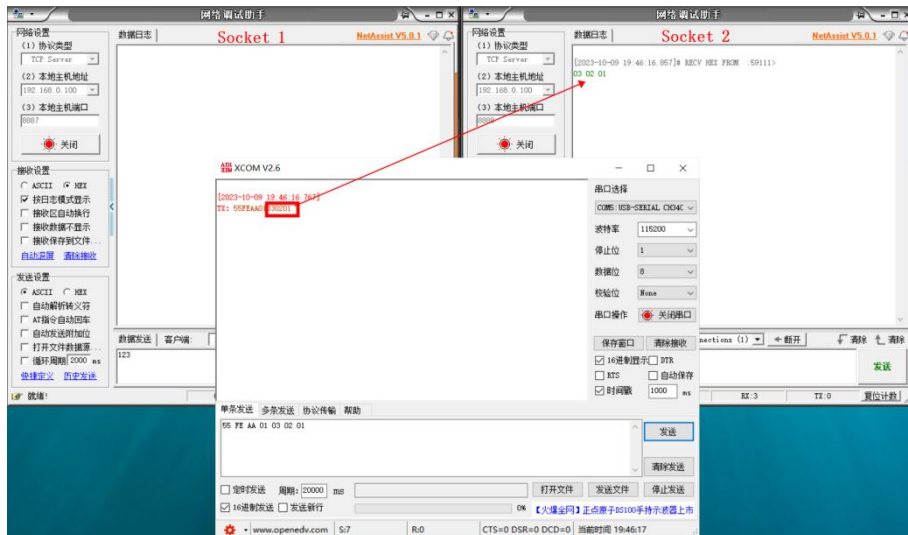 网络调试助手
网络设置
(1) 协议类型
TCP Server
(2) 本地主机地址
192.168.0.100
(3) 本地主机端口
8887
关闭
接收设置
ASCII HEX
按日志模式显示
接收区自动换行
接收数据不显示
接收保存到文件...
自动滚屏 清除接收
发送设置
ASCII HEX
自动解析转义符
AT指令自动回车
自动发送附加位
打开文件数据源...
循环周期 2000 ms
快捷定义 历史发送
就绪!
数据日志
Socket 1
NetAssist V5.0.1
数据发送 客户端:
123
网络调试助手
网络设置
(1) 协议类型
TCP Server
(2) 本地主机地址
192.168.0.100
(3) 本地主机端口
8888
关闭
数据日志
Socket 2
NetAssist V5.0.1
[2023-10-09 19:46:16.857]# RECV HEX FROM :59111>
03 02 01
nections (1) 断开 清除 清除
发送
RX:3 TX:0 复位计数
XCOM V2.6
[2023-10-09 19:46:16.767]
TX: 55FEAA01030201
串口选择
COM5:USB-SERIAL CH34C
波特率 115200
停止位 1
数据位 8
校验位 None
串口操作 关闭串口
保存窗口 清除接收
16进制显示 DTR
RTS 自动保存
时间戳 1000 ms
单条发送 多条发送 协议传输 帮助
55 FE AA 01 03 02 01
发送
清除发送
定时发送 周期: 20000 ms 打开文件 发送文件 停止发送
16进制发送 发送新行 0% 【火爆全网】正点原子DS100手持示波器上市
www.openedv.com S:7 R:0 CTS=0 DSR=0 DCD=0 当前时间 19:46:17